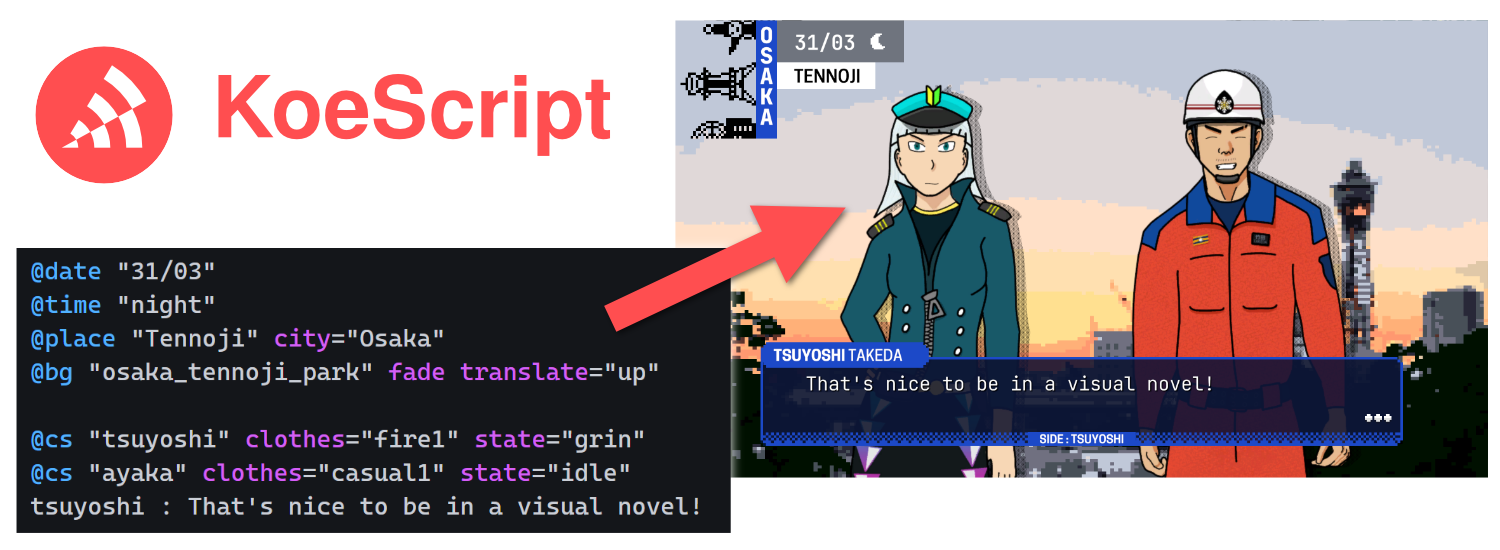 KoeScript
@date "31/03"
@time "night"
@place "Tennoji" city="Osaka"
@bg "osaka_tennoji_park" fade translate="up"
@cs "tsuyoshi" clothes="fire1" state="grin"
@cs "ayaka" clothes="casual1" state="idle"
tsuyoshi : That's nice to be in a visual novel!
OSAKA
31/03
TENNOJI
TSUYOSHI TAKEDA
That's nice to be in a visual novel!
SIDE:TSUYOSHI